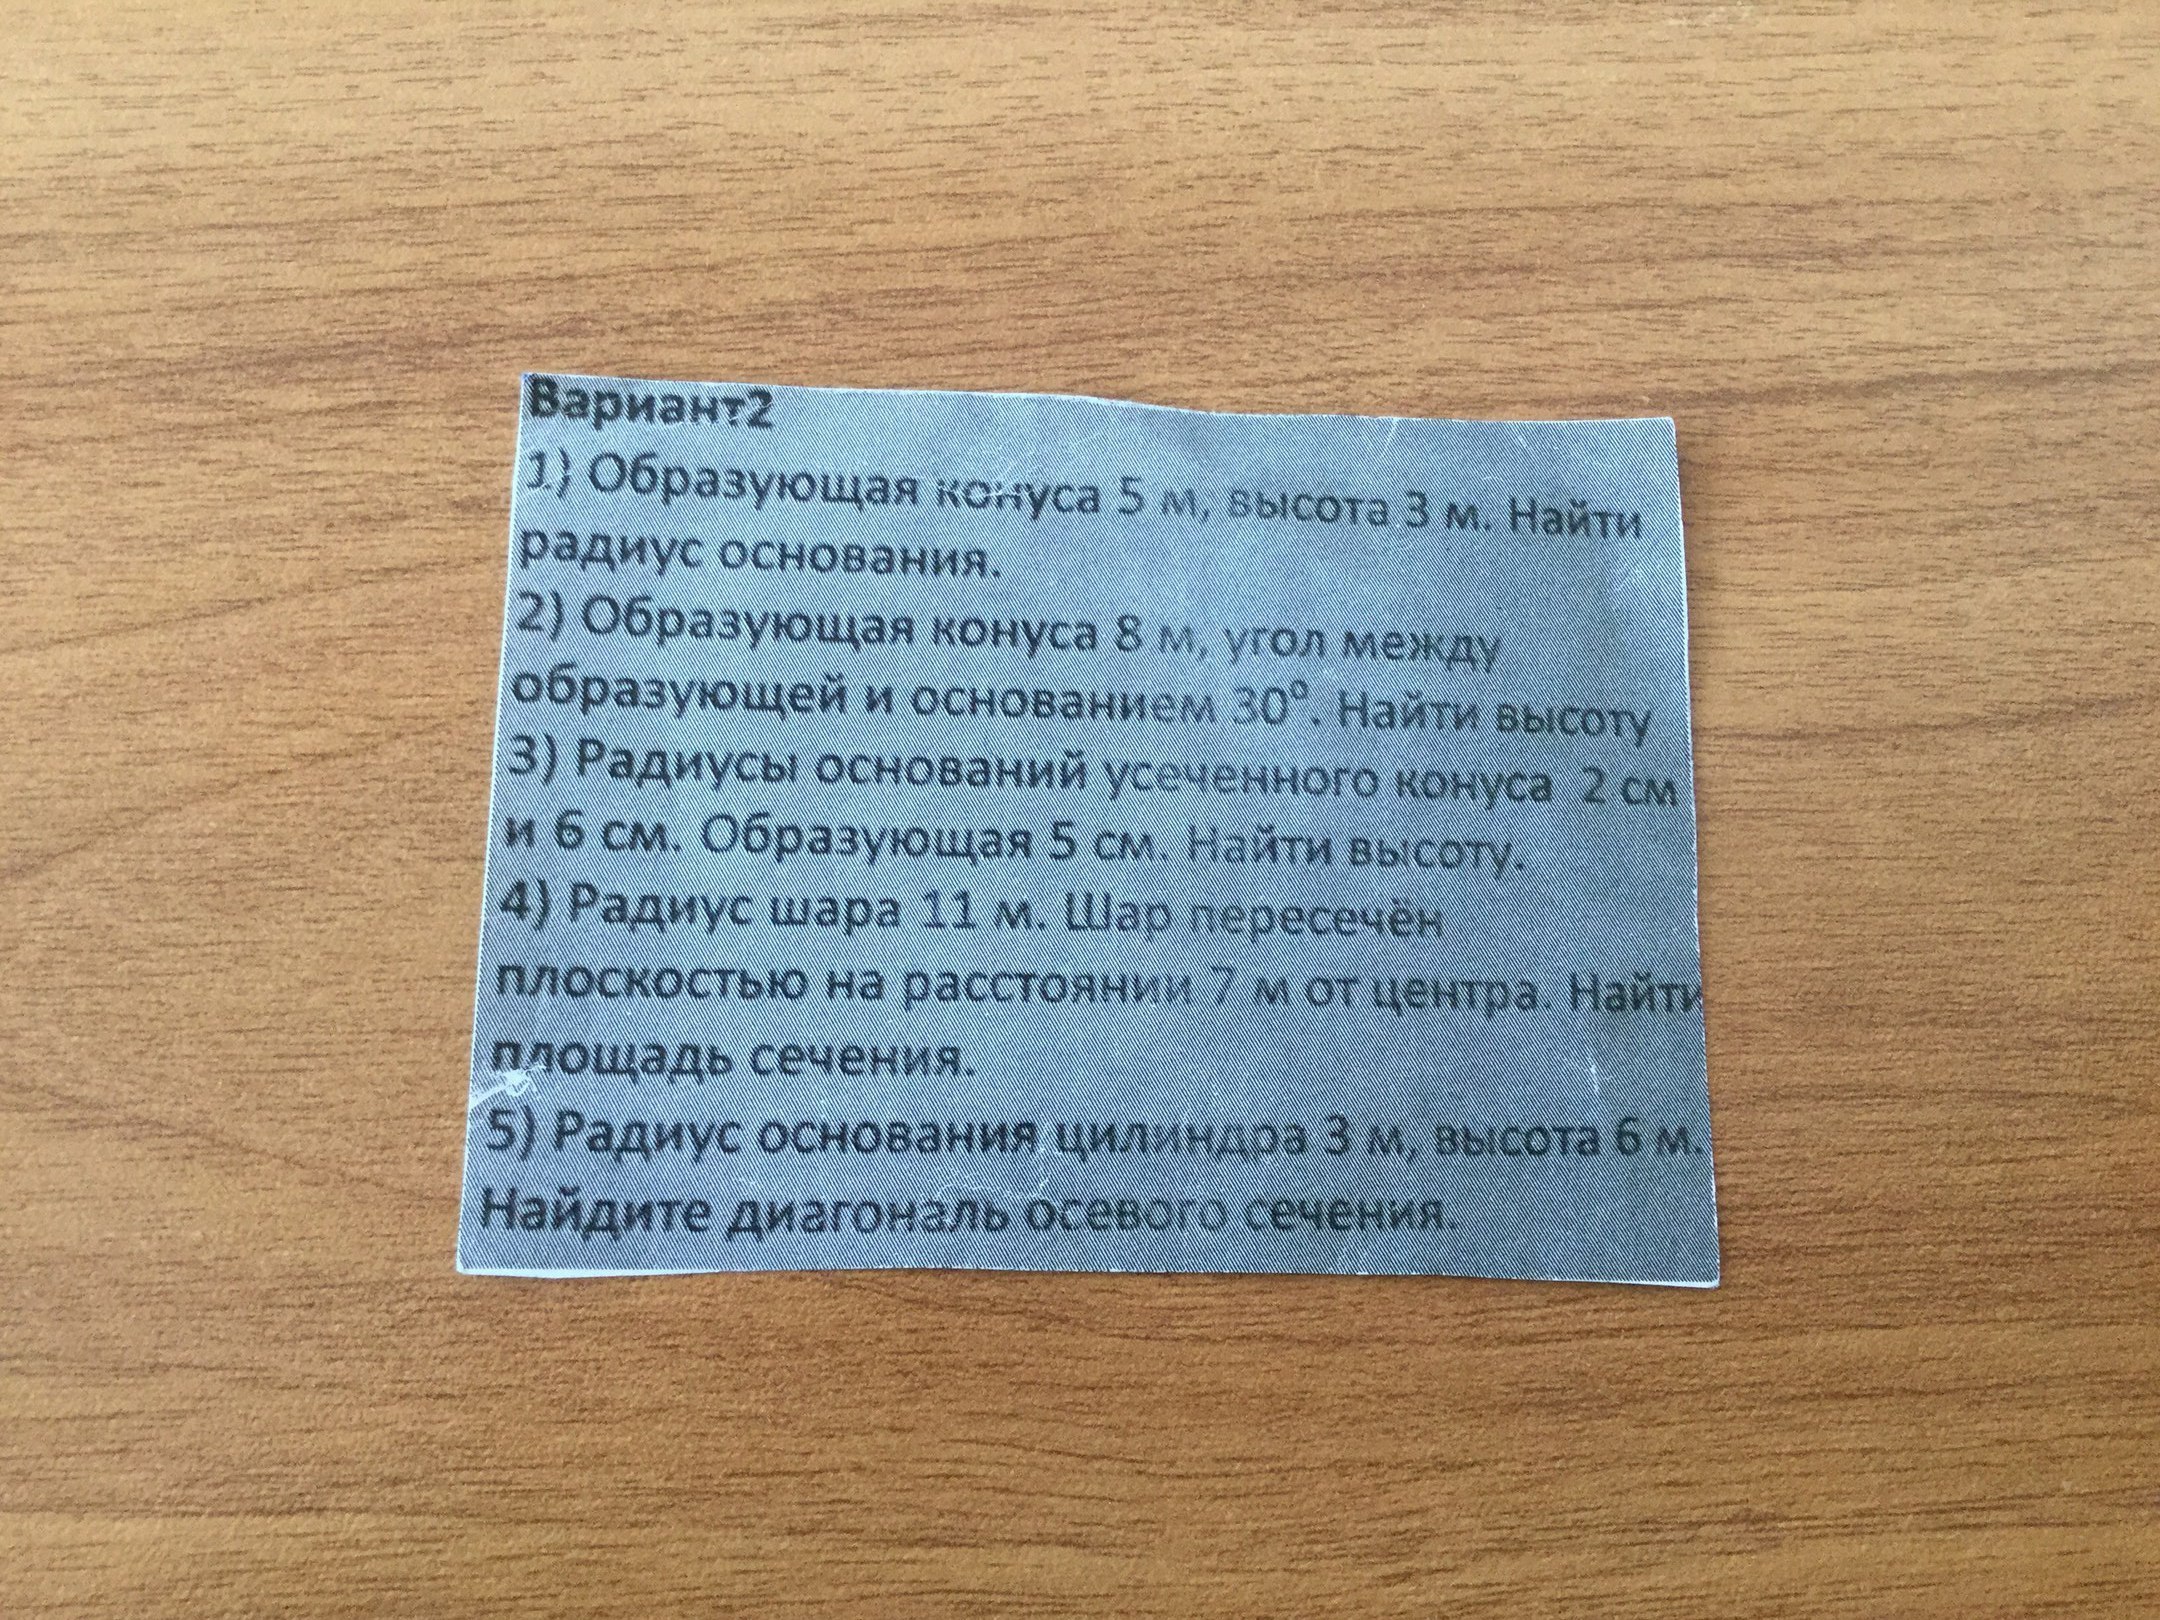 Вариант2
1) Образующая конуса 5 м, высота 3 м. Найти
радиус основания.
2) Образующая конуса 8 м, угол между
образующей и основанием 30°. Найти высоту
3) Радиусы оснований усеченного конуса 2 см
и 6 см. Образующая 5 см. Найти высоту.
4) Радиус шара 11 м. Шар пересечён
плоскостью на расстоянии 7 м от центра. Найти
площадь сечения.
5) Радиус основания цилиндра 3 м, высота 6 м.
Найдите диагональ осевого сечения.